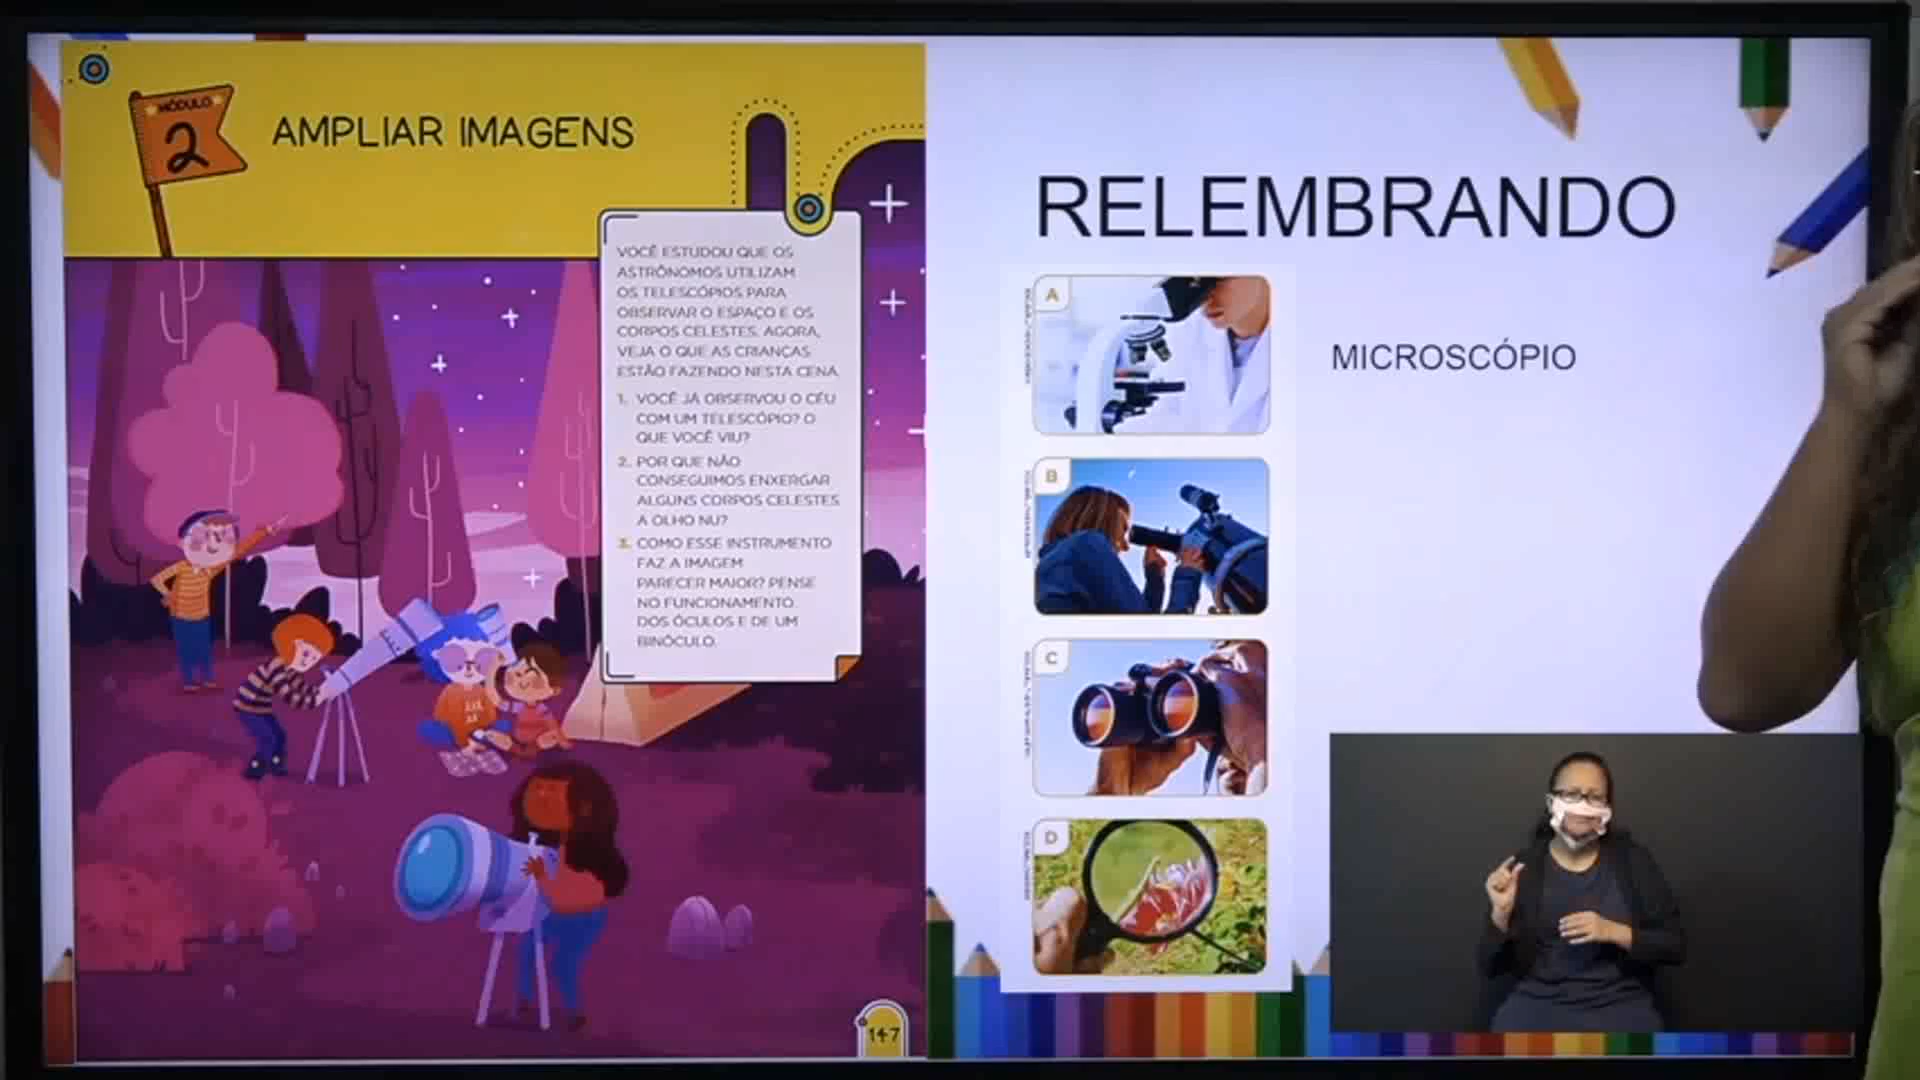 MÓDULO
2
AMPLIAR IMAGENS
VOCÊ ESTUDOU QUE OS
ASTRÔNOMOS UTILIZAM
OS TELESCÓPIOS PARA
OBSERVAR O ESPAÇO E OS
CORPOS CELESTES. AGORA,
VEJA O QUE AS CRIANÇAS
ESTÃO FAZENDO NESTA CENA.
1. VOCÊ JÁ OBSERVOU O CÉU
COM UM TELESCÓPIO? O
QUE VOCÊ VIU?
2. POR QUE NÃO
CONSEGUIMOS ENXERGAR
ALGUNS CORPOS CELESTES
A OLHO NU?
3. COMO ESSE INSTRUMENTO
FAZ A IMAGEM
PARECER MAIOR? PENSE
NO FUNCIONAMENTO
DOS ÓCULOS E DE UM
BINÓCULO.
147
RELEMBRANDO
A
MICROSCÓPIO
B
C
D